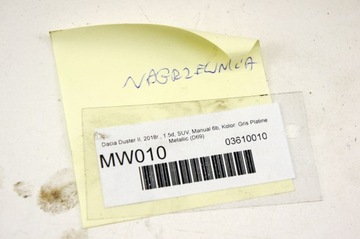 NAGRZEWNICA
Dacia Duster II, 2018r., 1.5d, SUV, Manual 6b, Kolor: Gris Platine
Metallic (D69)
MW010
03610010